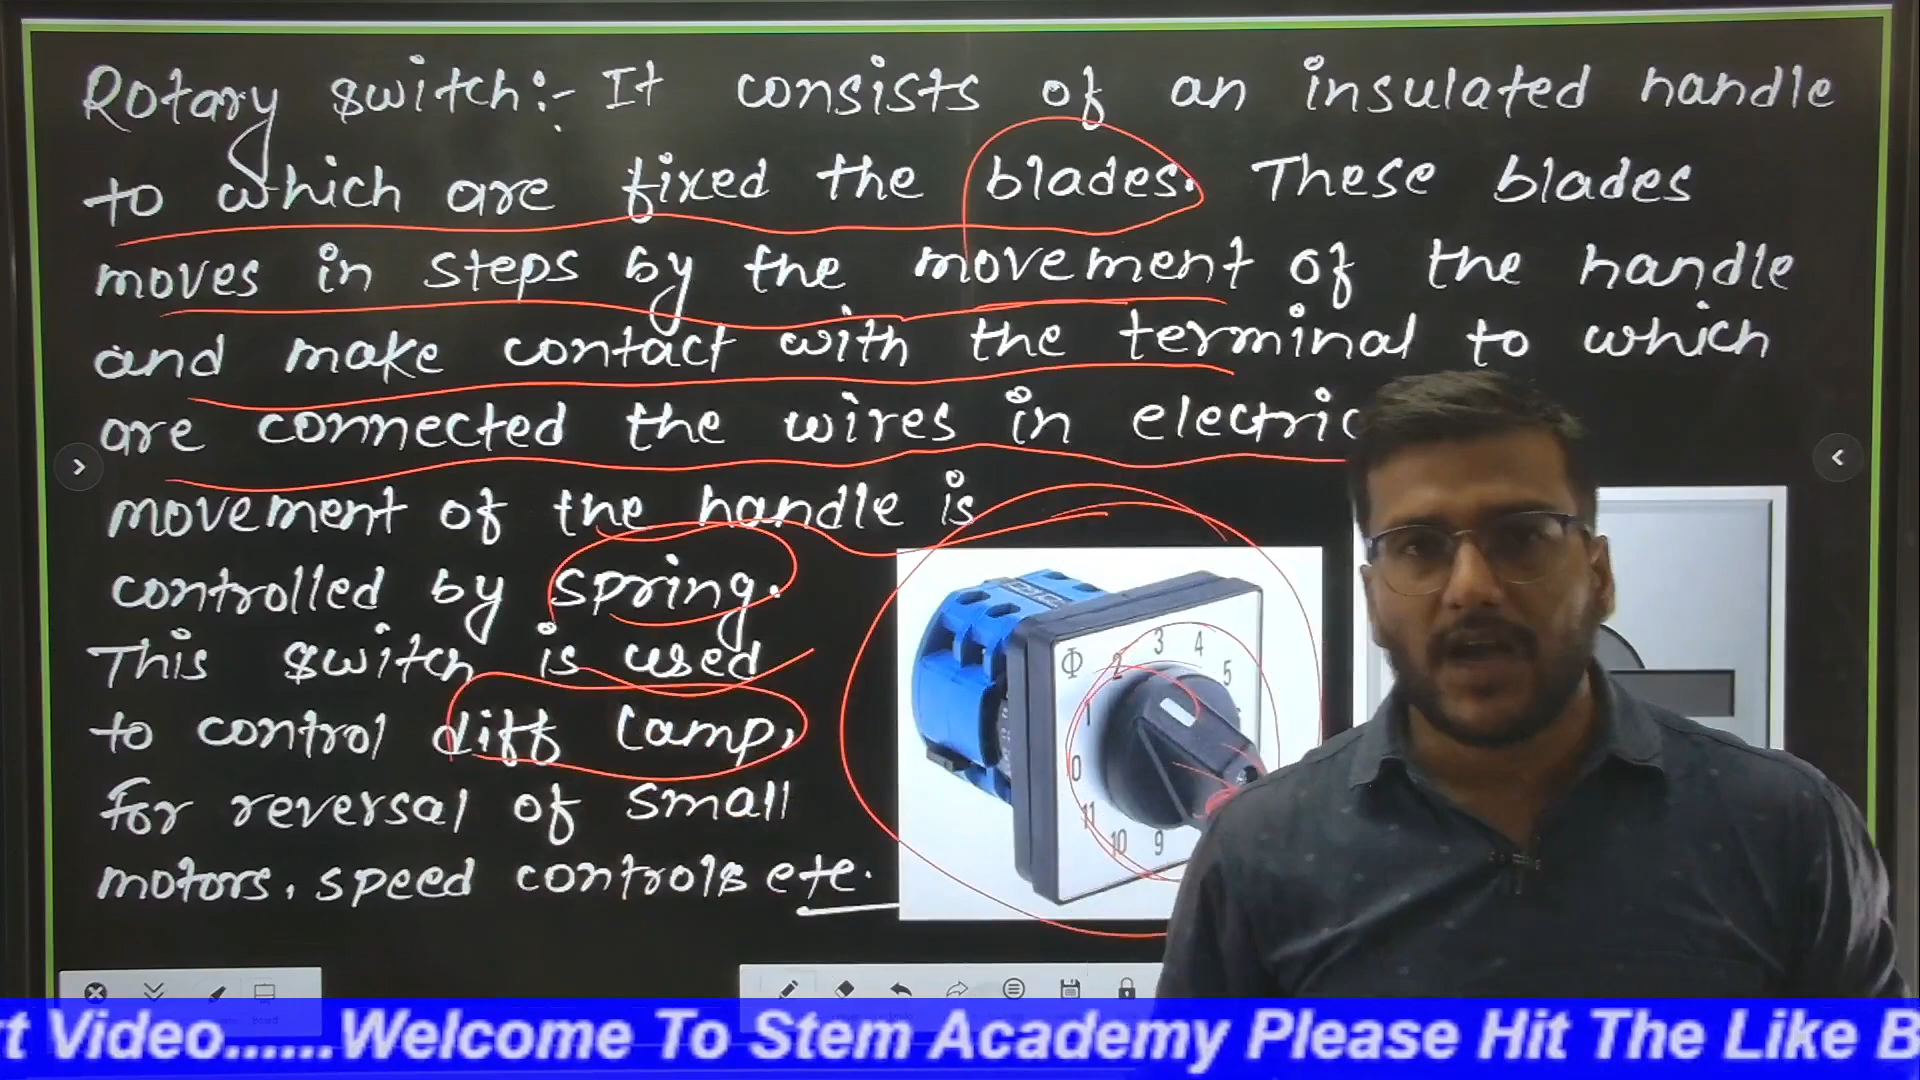 Rotary switch:- It consists of an insulated handle
to which are fixed the blades. These blades
moves in steps by the movement of the handle
and make contact with the terminal to which
are connected the wires in electric
movement of the handle is
controlled by spring.
This switch is used
to control diff lamp,
for reversal of small
motors, speed controls etc.
Φ 2 3 4 5
1
0
11
10 9
rt Video......Welcome To Stem Academy Please Hit The Like B